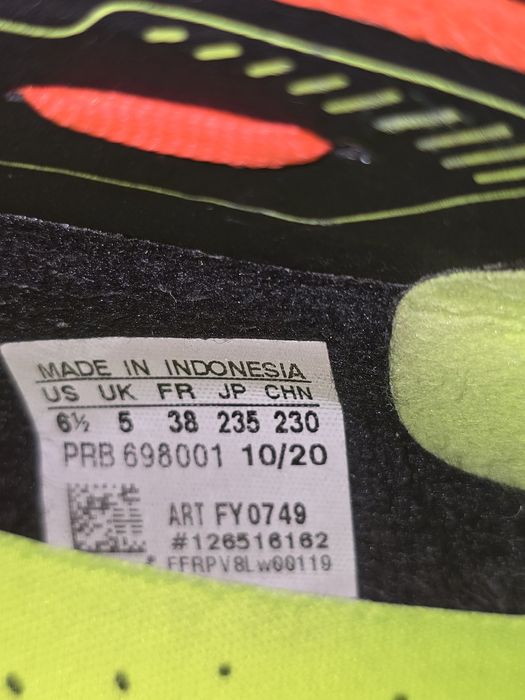 MADE IN INDONESIA
US UK FR JP CHN
6½ 5 38 235 230
PRB 698001 10/20
ART FY0749
#126516162
FFRPV8Lw00119